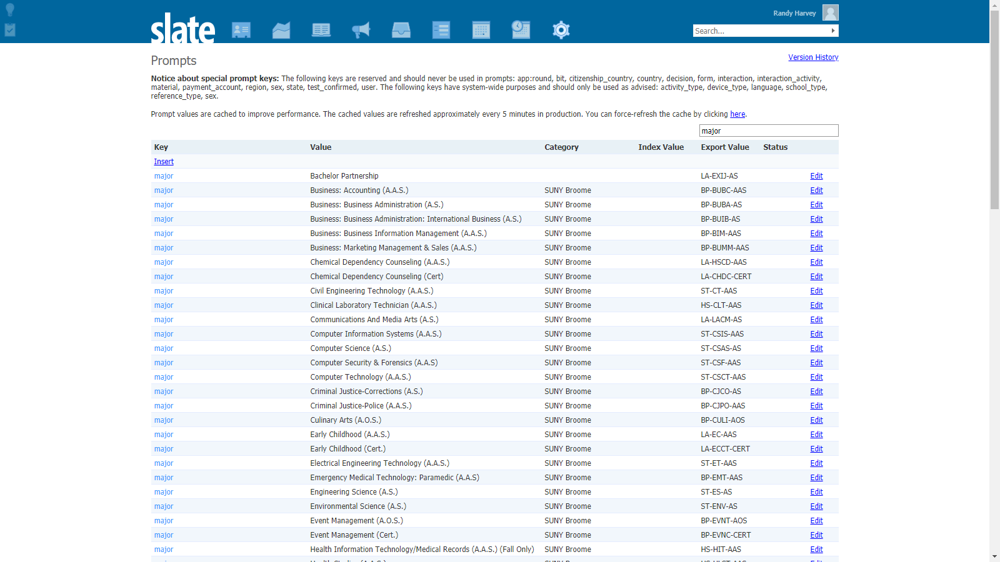 Randy Harvey
slate
Search...
Prompts
Version History
Notice about special prompt keys: The following keys are reserved and should never be used in prompts: app:round, bit, citizenship_country, country, decision, form, interaction, interaction_activity,
material, payment_account, region, sex, state, test_confirmed, user. The following keys have system-wide purposes and should only be used as advised: activity_type, device_type, language, school_type,
reference_type, sex.
Prompt values are cached to improve performance. The cached values are refreshed approximately every 5 minutes in production. You can force-refresh the cache by clicking here.
major
Key Value Category Index Value Export Value Status
Insert
major Bachelor Partnership LA-EXIJ-AS Edit
major Business: Accounting (A.A.S.) SUNY Broome BP-BUBC-AAS Edit
major Business: Business Administration (A.S.) SUNY Broome BP-BUBA-AS Edit
major Business: Business Administration: International Business (A.S.) SUNY Broome BP-BUIB-AS Edit
major Business: Business Information Management (A.A.S.) SUNY Broome BP-BIM-AAS Edit
major Business: Marketing Management & Sales (A.A.S.) SUNY Broome BP-BUMM-AAS Edit
major Chemical Dependency Counseling (A.A.S.) SUNY Broome LA-HSCD-AAS Edit
major Chemical Dependency Counseling (Cert) SUNY Broome LA-CHDC-CERT Edit
major Civil Engineering Technology (A.A.S.) SUNY Broome ST-CT-AAS Edit
major Clinical Laboratory Technician (A.A.S.) SUNY Broome HS-CLT-AAS Edit
major Communications And Media Arts (A.S.) SUNY Broome LA-LACM-AS Edit
major Computer Information Systems (A.A.S.) SUNY Broome ST-CSIS-AAS Edit
major Computer Science (A.S.) SUNY Broome ST-CSAS-AS Edit
major Computer Security & Forensics (A.A.S) SUNY Broome ST-CSF-AAS Edit
major Computer Technology (A.A.S.) SUNY Broome ST-CSCT-AAS Edit
major Criminal Justice-Corrections (A.S.) SUNY Broome BP-CJCO-AS Edit
major Criminal Justice-Police (A.A.S.) SUNY Broome BP-CJPO-AAS Edit
major Culinary Arts (A.O.S.) SUNY Broome BP-CULI-AOS Edit
major Early Childhood (A.A.S.) SUNY Broome LA-EC-AAS Edit
major Early Childhood (Cert.) SUNY Broome LA-ECCT-CERT Edit
major Electrical Engineering Technology (A.A.S.) SUNY Broome ST-ET-AAS Edit
major Emergency Medical Technology: Paramedic (A.A.S) SUNY Broome BP-EMT-AAS Edit
major Engineering Science (A.S.) SUNY Broome ST-ES-AS Edit
major Environmental Science (A.S.) SUNY Broome ST-ENV-AS Edit
major Event Management (A.O.S.) SUNY Broome BP-EVNT-AOS Edit
major Event Management (Cert.) SUNY Broome BP-EVNC-CERT Edit
major Health Information Technology/Medical Records (A.A.S.) (Fall Only) SUNY Broome HS-HIT-AAS Edit